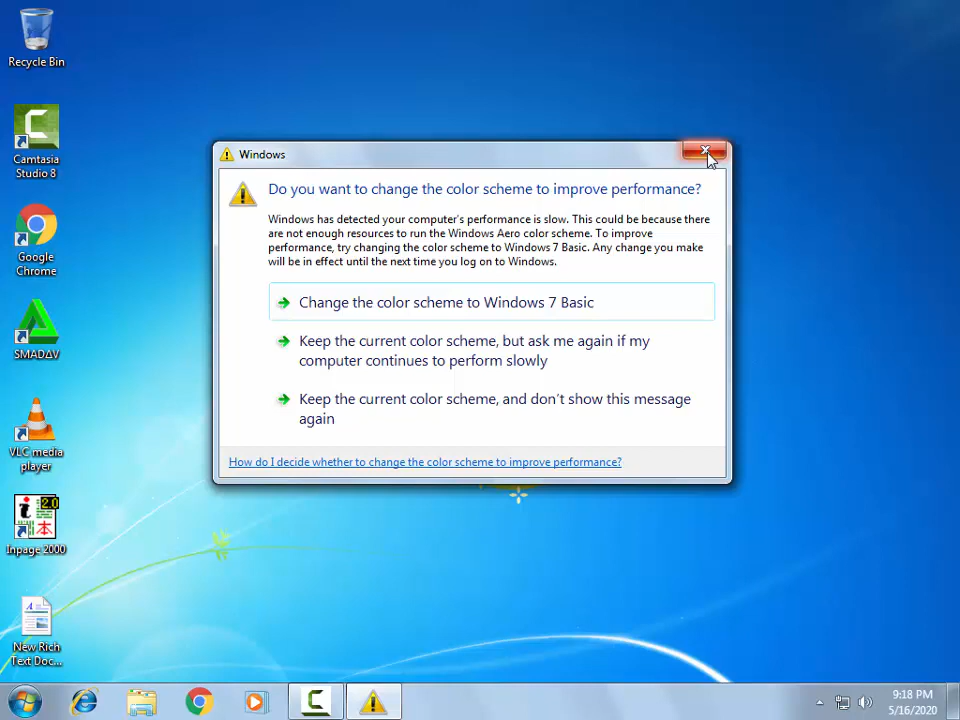 Recycle Bin
Camtasia
Studio 8
Google
Chrome
SMADΔV
VLC media
player
2.0
Inpage 2000
New Rich
Text Doc...
Windows
Do you want to change the color scheme to improve performance?
Windows has detected your computer's performance is slow. This could be because there
are not enough resources to run the Windows Aero color scheme. To improve
performance, try changing the color scheme to Windows 7 Basic. Any change you make
will be in effect until the next time you log on to Windows.
Change the color scheme to Windows 7 Basic
Keep the current color scheme, but ask me again if my
computer continues to perform slowly
Keep the current color scheme, and don't show this message
again
How do I decide whether to change the color scheme to improve performance?
9:18 PM
5/16/2020